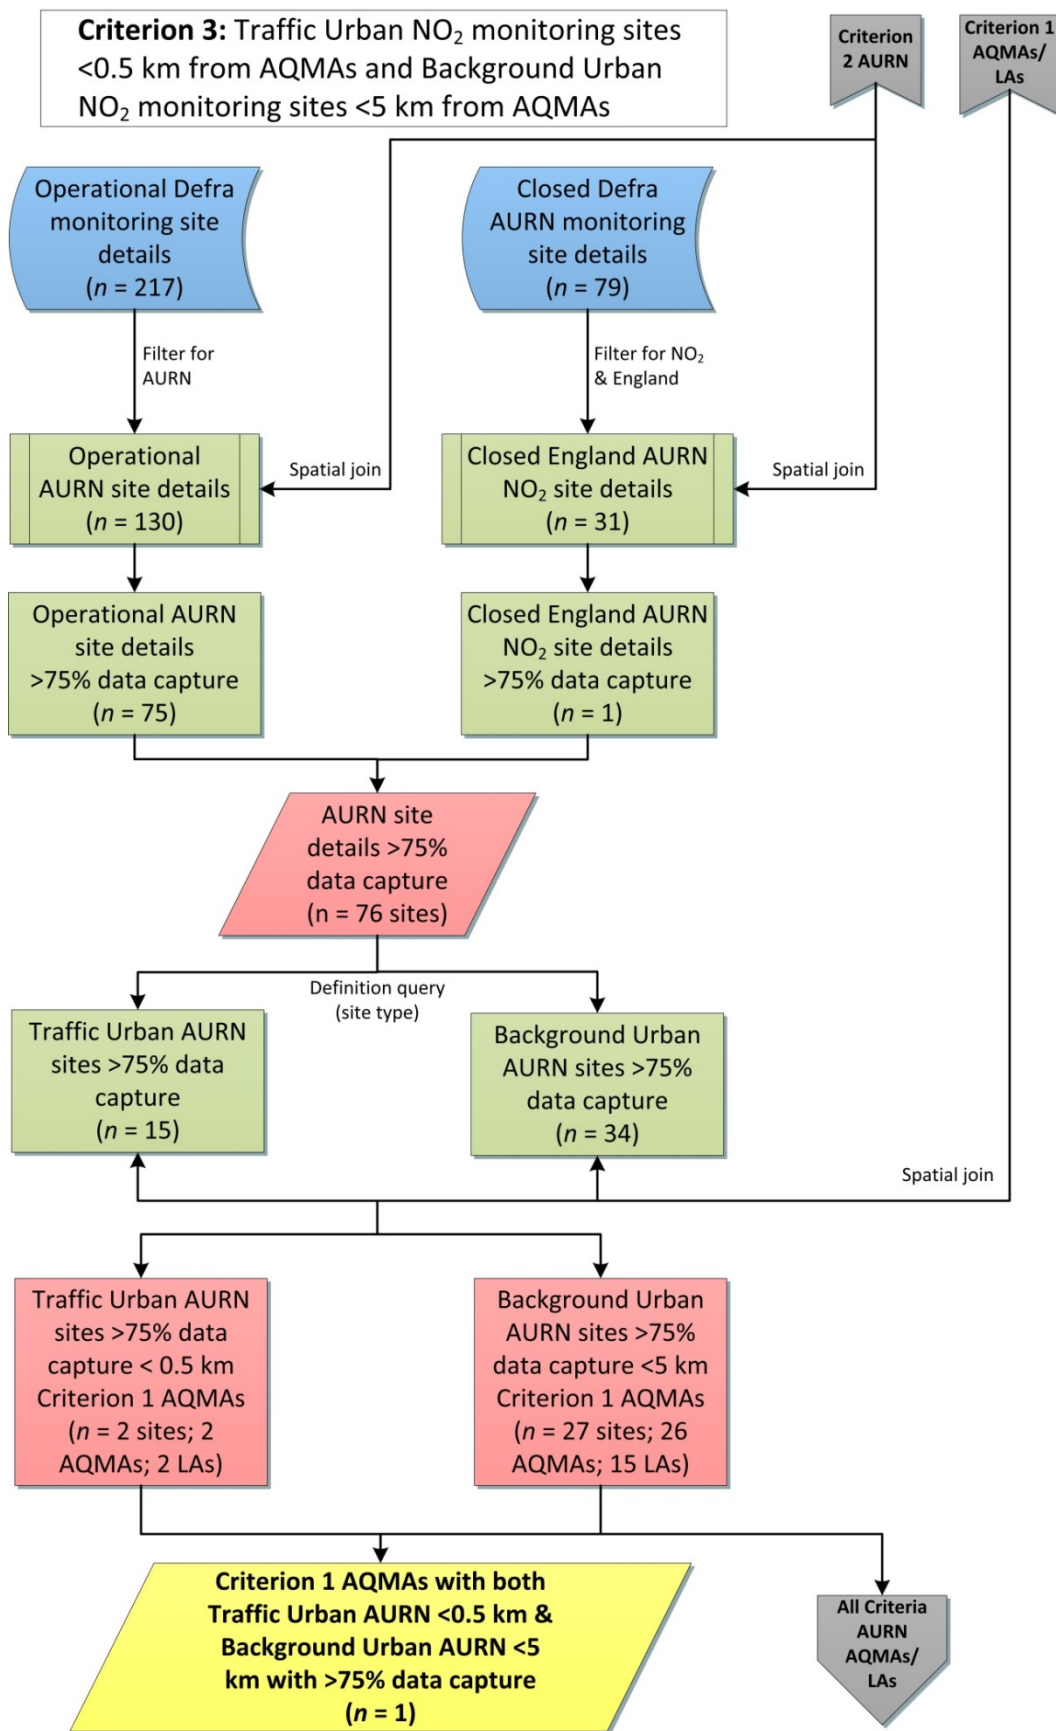 Criterion 3: Traffic Urban NO₂ monitoring sites
<0.5 km from AQMAs and Background Urban
NO₂ monitoring sites <5 km from AQMAs
Criterion
2 AURN
Criterion 1
AQMAs/
LAs
Operational Defra
monitoring site
details
(n = 217)
Closed Defra
AURN monitoring
site details
(n = 79)
Filter for
AURN
Filter for NO₂
& England
Operational
AURN site details
(n = 130)
Spatial join
Closed England AURN
NO₂ site details
(n = 31)
Spatial join
Operational AURN
site details
>75% data capture
(n = 75)
Closed England AURN
NO₂ site details
>75% data capture
(n = 1)
AURN site
details >75%
data capture
(n = 76 sites)
Definition query
(site type)
Traffic Urban AURN
sites >75% data
capture
(n = 15)
Background Urban
AURN sites >75%
data capture
(n = 34)
Spatial join
Traffic Urban AURN
sites >75% data
capture < 0.5 km
Criterion 1 AQMAs
(n = 2 sites; 2
AQMAs; 2 LAs)
Background Urban
AURN sites >75%
data capture <5 km
Criterion 1 AQMAs
(n = 27 sites; 26
AQMAs; 15 LAs)
Criterion 1 AQMAs with both
Traffic Urban AURN <0.5 km &
Background Urban AURN <5
km with >75% data capture
(n = 1)
All Criteria
AURN
AQMAs/
LAs